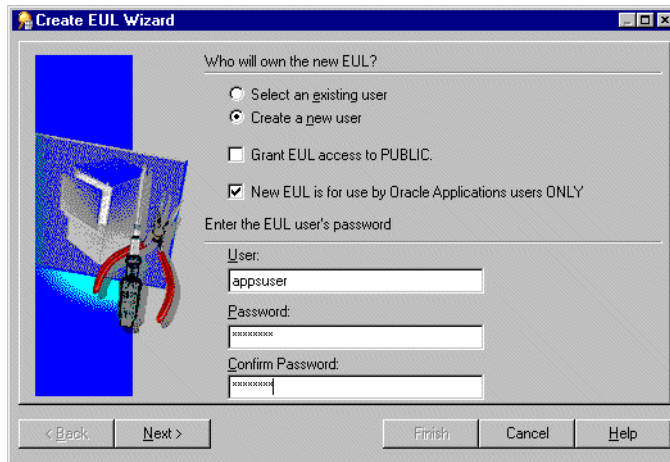 Create EUL Wizard
Who will own the new EUL?
Select an existing user
Create a new user
Grant EUL access to PUBLIC.
New EUL is for use by Oracle Applications users ONLY
Enter the EUL user's password
User:
appsuser
Password:
********
Confirm Password:
********
< Back Next > Finish Cancel Help